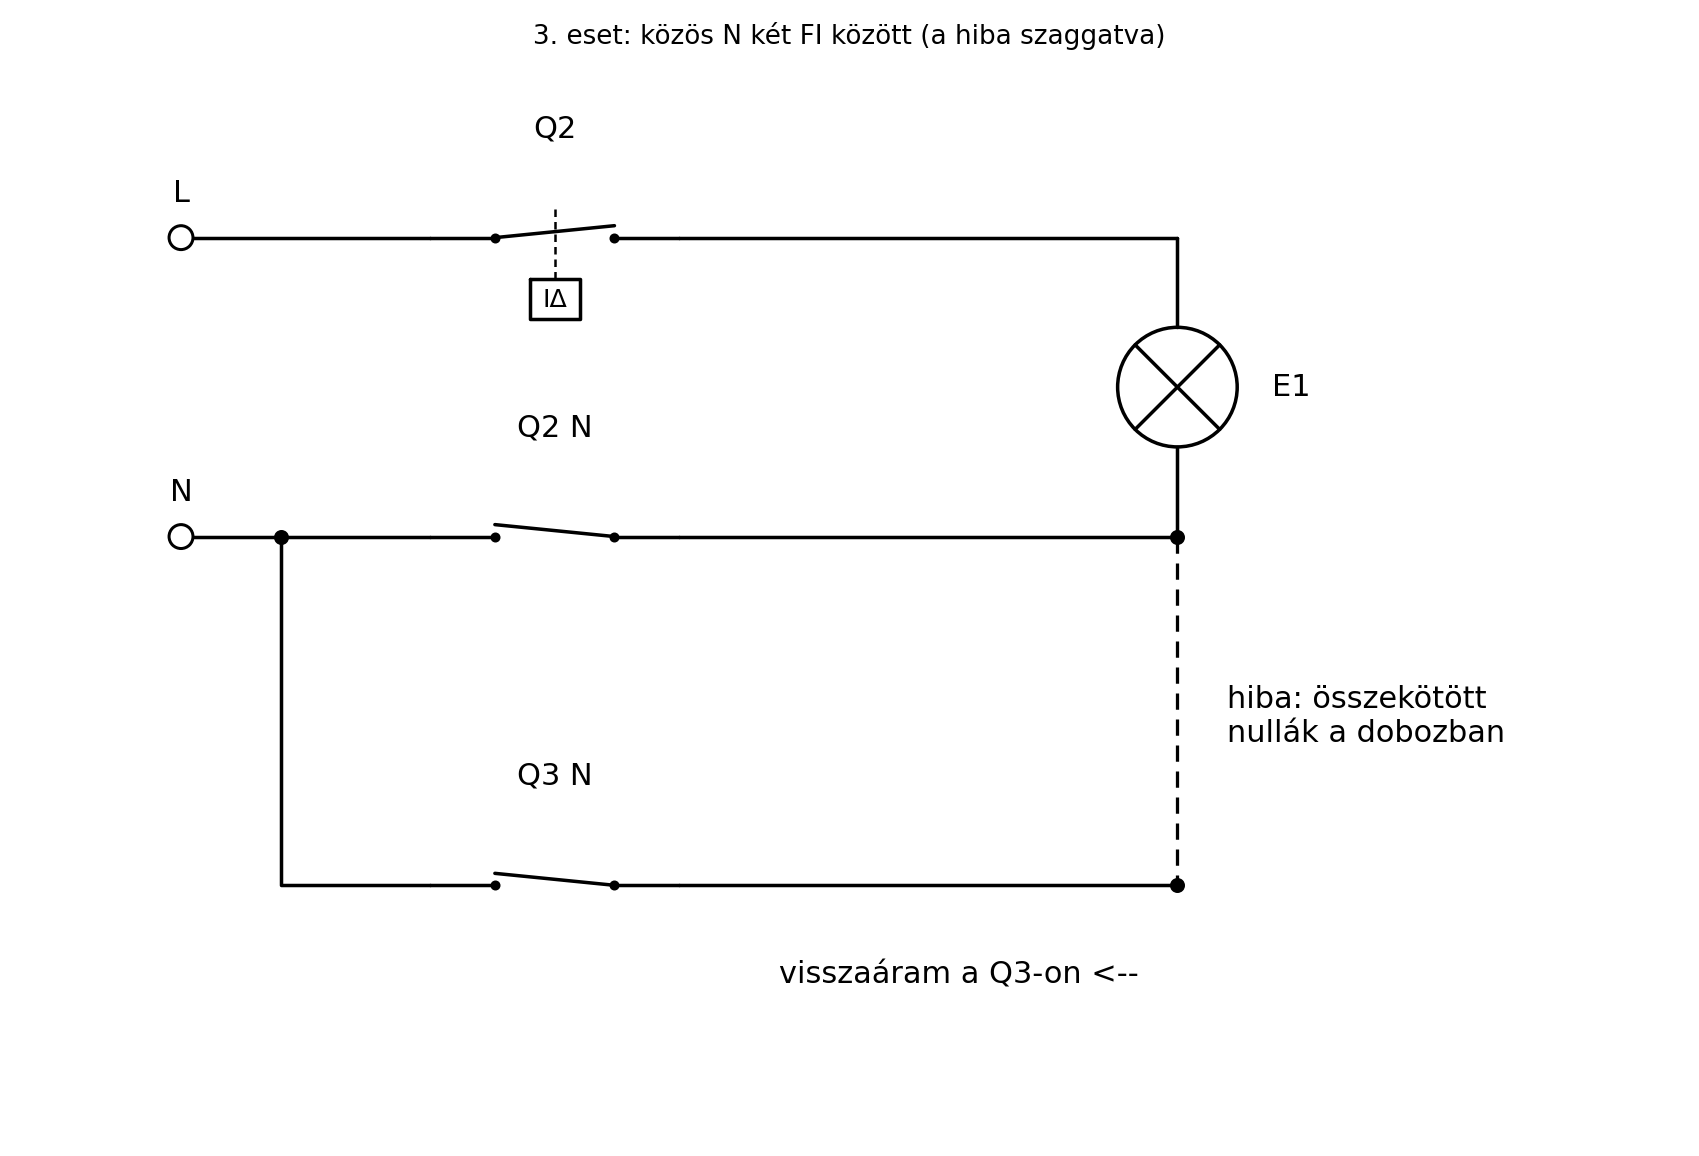 3. eset: közös N két FI között (a hiba szaggatva)
Q2
L
IΔ
E1
Q2 N
N
hiba: összekötött
nullák a dobozban
Q3 N
visszaáram a Q3-on <--